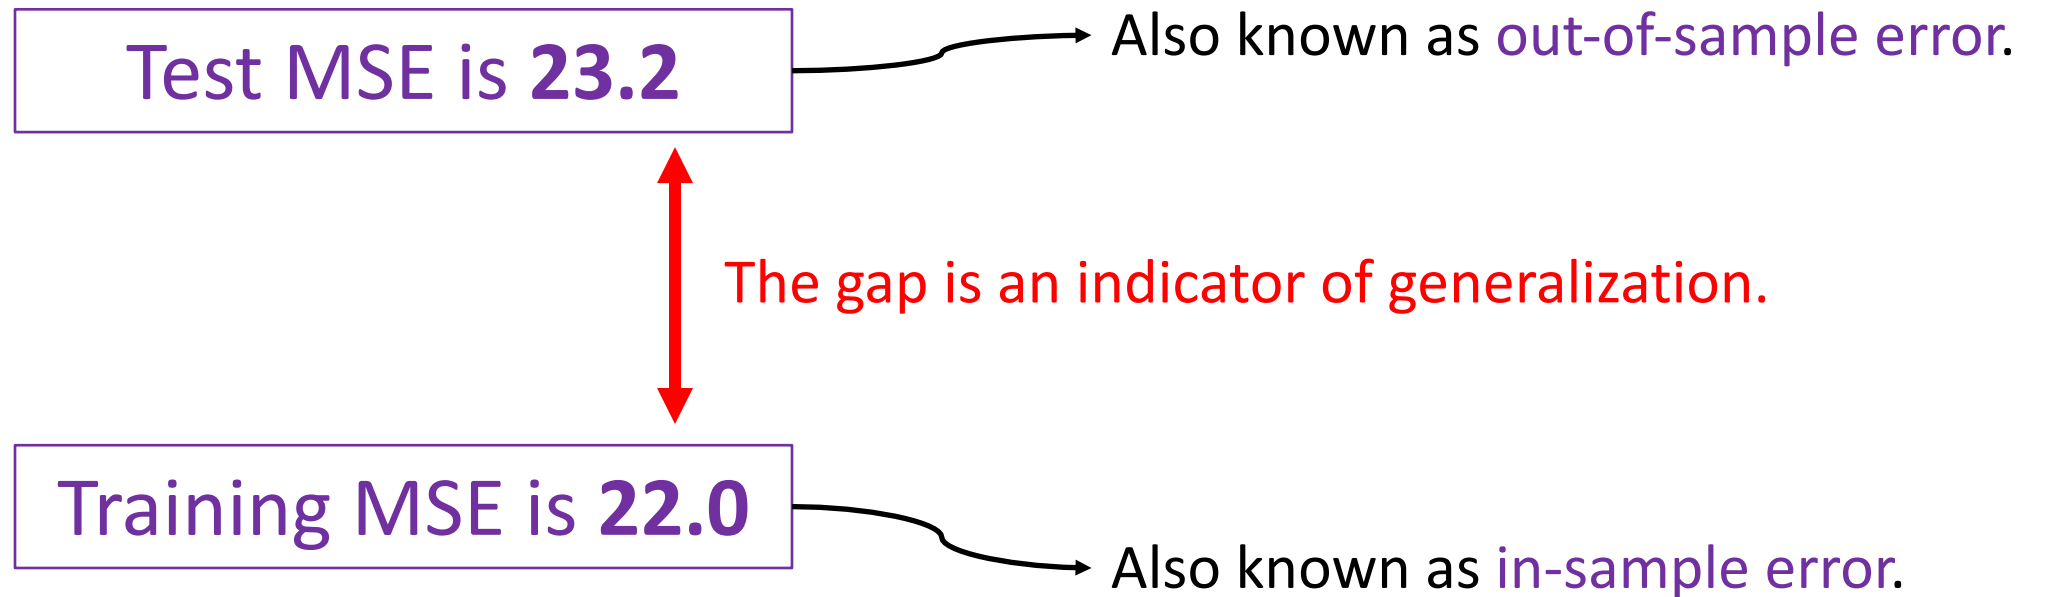 Test MSE is 23.2
Also known as out-of-sample error.
The gap is an indicator of generalization.
Training MSE is 22.0
Also known as in-sample error.